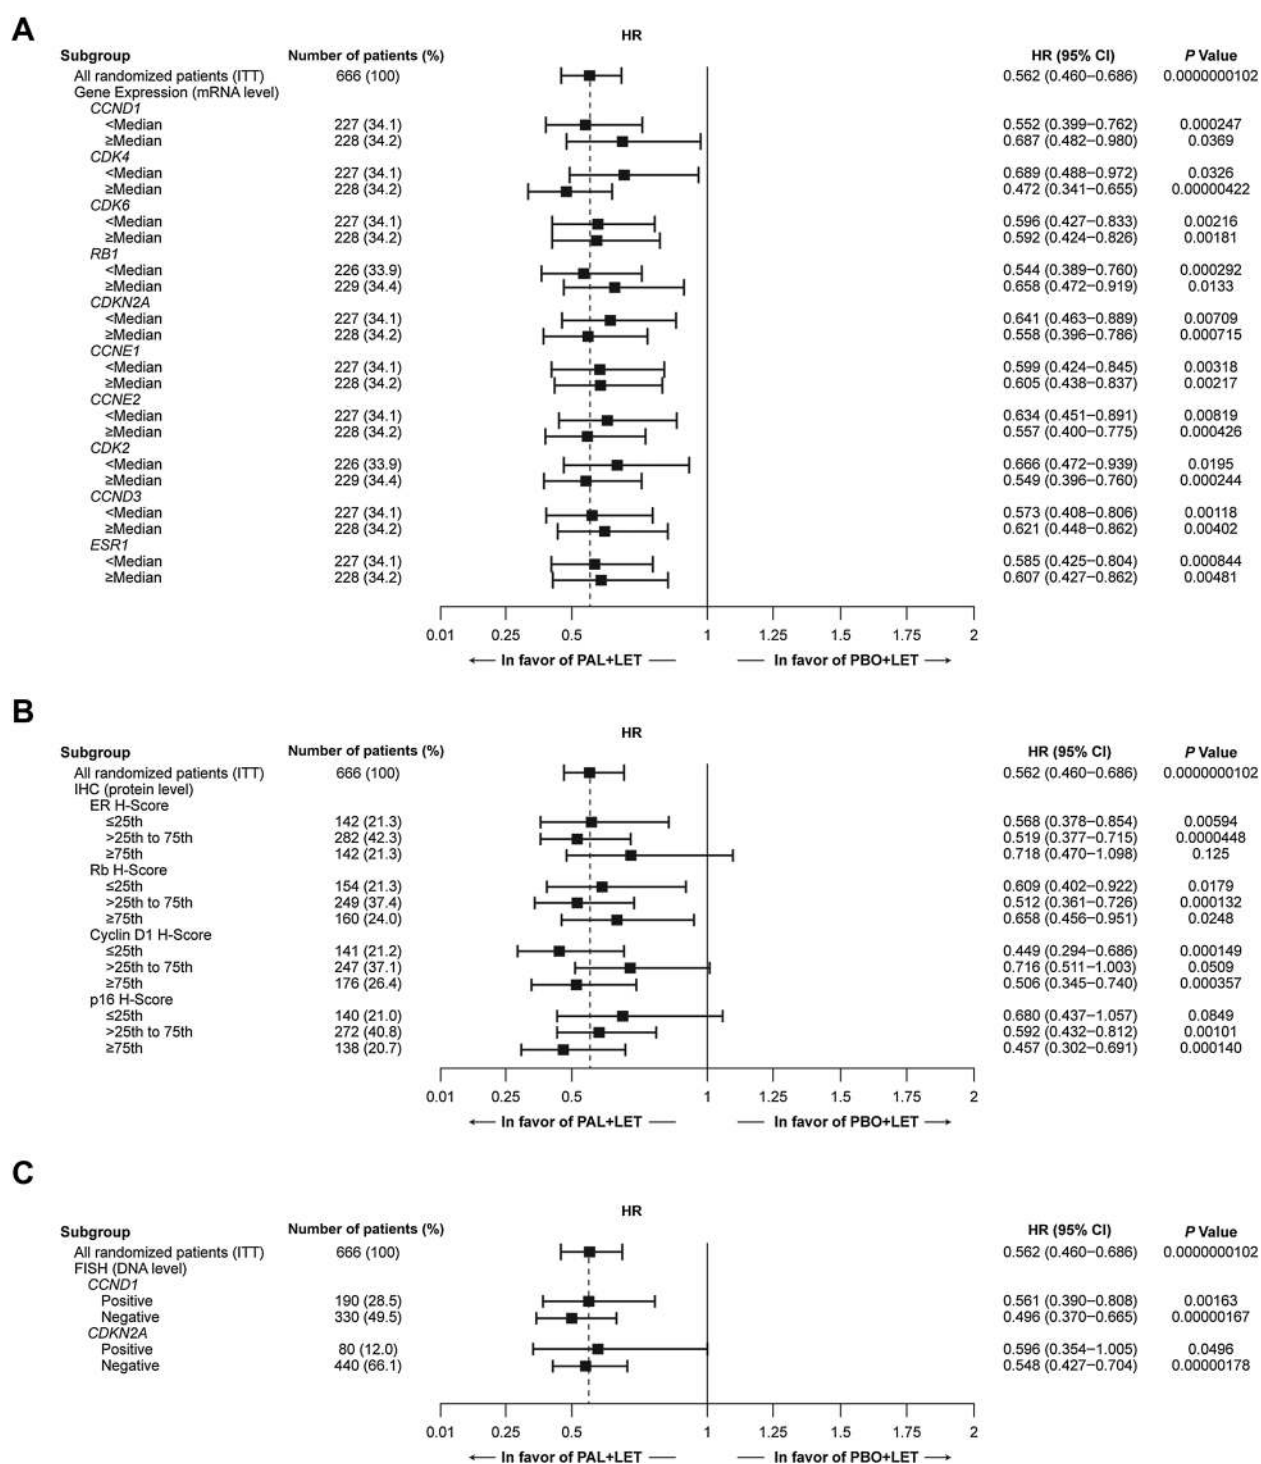 A
HR
Subgroup Number of patients (%) HR (95% CI) P Value
All randomized patients (ITT) 666 (100) 0.562 (0.460–0.686) 0.0000000102
Gene Expression (mRNA level)
CCND1
<Median 227 (34.1) 0.552 (0.399–0.762) 0.000247
≥Median 228 (34.2) 0.687 (0.482–0.980) 0.0369
CDK4
<Median 227 (34.1) 0.689 (0.488–0.972) 0.0326
≥Median 228 (34.2) 0.472 (0.341–0.655) 0.00000422
CDK6
<Median 227 (34.1) 0.596 (0.427–0.833) 0.00216
≥Median 228 (34.2) 0.592 (0.424–0.826) 0.00181
RB1
<Median 226 (33.9) 0.544 (0.389–0.760) 0.000292
≥Median 229 (34.4) 0.658 (0.472–0.919) 0.0133
CDKN2A
<Median 227 (34.1) 0.641 (0.463–0.889) 0.00709
≥Median 228 (34.2) 0.558 (0.396–0.786) 0.000715
CCNE1
<Median 227 (34.1) 0.599 (0.424–0.845) 0.00318
≥Median 228 (34.2) 0.605 (0.438–0.837) 0.00217
CCNE2
<Median 227 (34.1) 0.634 (0.451–0.891) 0.00819
≥Median 228 (34.2) 0.557 (0.400–0.775) 0.000426
CDK2
<Median 226 (33.9) 0.666 (0.472–0.939) 0.0195
≥Median 229 (34.4) 0.549 (0.396–0.760) 0.000244
CCND3
<Median 227 (34.1) 0.573 (0.408–0.806) 0.00118
≥Median 228 (34.2) 0.621 (0.448–0.862) 0.00402
ESR1
<Median 227 (34.1) 0.585 (0.425–0.804) 0.000844
≥Median 228 (34.2) 0.607 (0.427–0.862) 0.00481
0.01 0.25 0.5 1 1.25 1.5 1.75 2
← In favor of PAL+LET — — In favor of PBO+LET →
B
HR
Subgroup Number of patients (%) HR (95% CI) P Value
All randomized patients (ITT) 666 (100) 0.562 (0.460–0.686) 0.0000000102
IHC (protein level)
ER H-Score
≤25th 142 (21.3) 0.568 (0.378–0.854) 0.00594
>25th to 75th 282 (42.3) 0.519 (0.377–0.715) 0.0000448
≥75th 142 (21.3) 0.718 (0.470–1.098) 0.125
Rb H-Score
≤25th 154 (21.3) 0.609 (0.402–0.922) 0.0179
>25th to 75th 249 (37.4) 0.512 (0.361–0.726) 0.000132
≥75th 160 (24.0) 0.658 (0.456–0.951) 0.0248
Cyclin D1 H-Score
≤25th 141 (21.2) 0.449 (0.294–0.686) 0.000149
>25th to 75th 247 (37.1) 0.716 (0.511–1.003) 0.0509
≥75th 176 (26.4) 0.506 (0.345–0.740) 0.000357
p16 H-Score
≤25th 140 (21.0) 0.680 (0.437–1.057) 0.0849
>25th to 75th 272 (40.8) 0.592 (0.432–0.812) 0.00101
≥75th 138 (20.7) 0.457 (0.302–0.691) 0.000140
0.01 0.25 0.5 1 1.25 1.5 1.75 2
← In favor of PAL+LET — — In favor of PBO+LET →
C
HR
Subgroup Number of patients (%) HR (95% CI) P Value
All randomized patients (ITT) 666 (100) 0.562 (0.460–0.686) 0.0000000102
FISH (DNA level)
CCND1
Positive 190 (28.5) 0.561 (0.390–0.808) 0.00163
Negative 330 (49.5) 0.496 (0.370–0.665) 0.00000167
CDKN2A
Positive 80 (12.0) 0.596 (0.354–1.005) 0.0496
Negative 440 (66.1) 0.548 (0.427–0.704) 0.00000178
0.01 0.25 0.5 1 1.25 1.5 1.75 2
← In favor of PAL+LET — — In favor of PBO+LET →